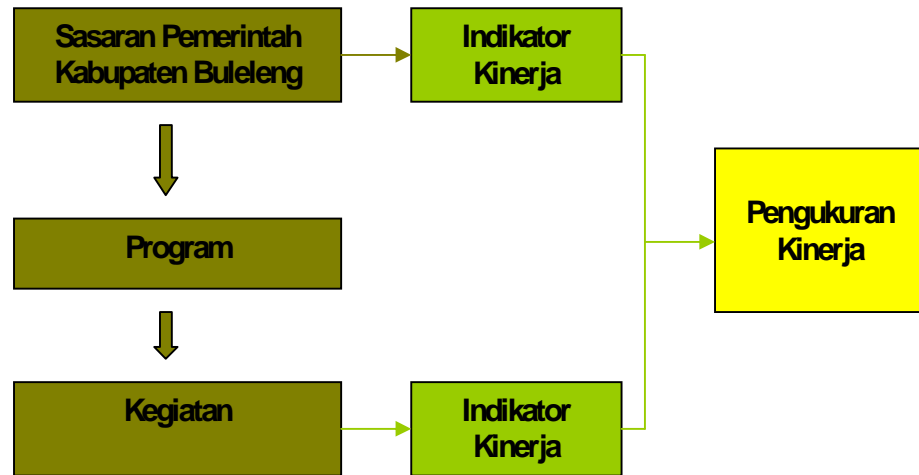 Sasaran Pemerintah
Kabupaten Buleleng
Indikator
Kinerja
Program
Pengukuran
Kinerja
Kegiatan
Indikator
Kinerja